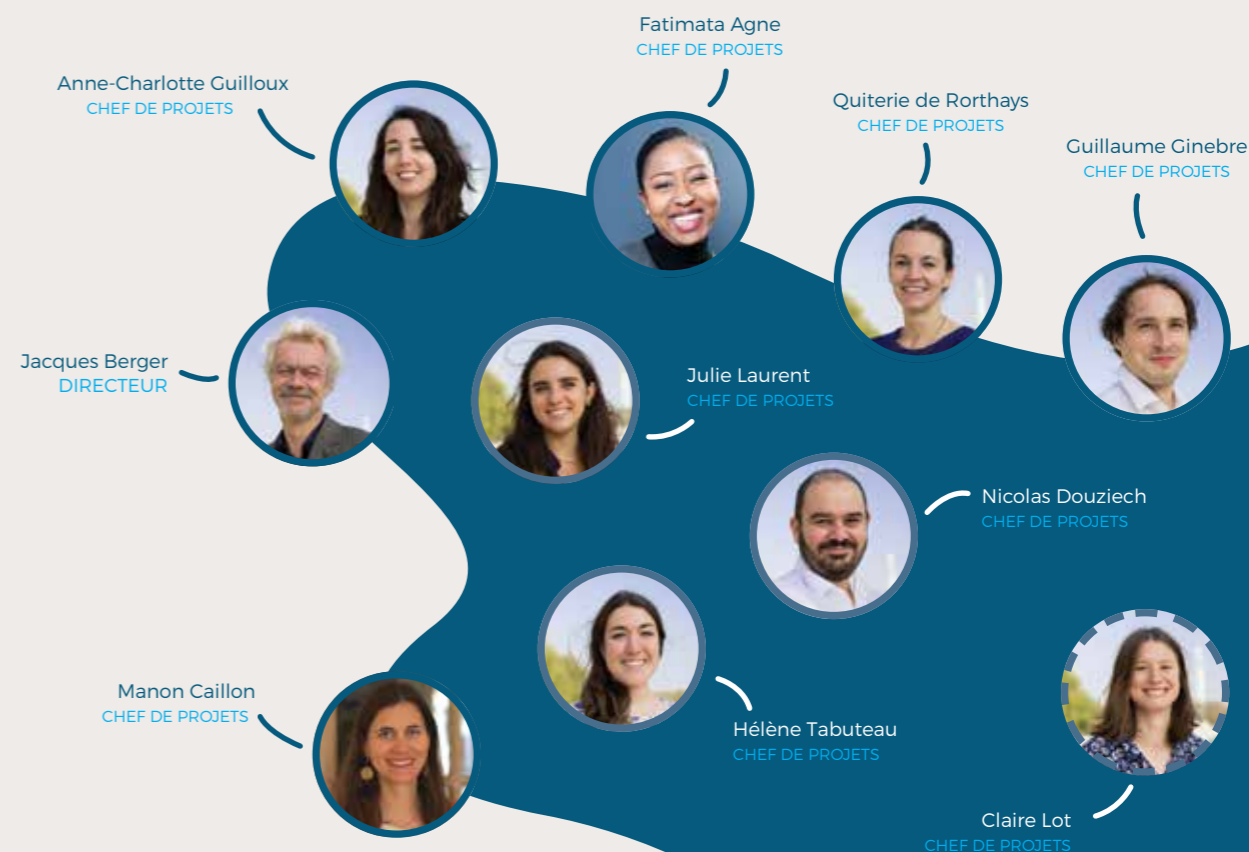 Fatimata Agne
CHEF DE PROJETS
Anne-Charlotte Guilloux
CHEF DE PROJETS
Quiterie de Rorthays
CHEF DE PROJETS
Guillaume Ginebre
CHEF DE PROJETS
Jacques Berger
DIRECTEUR
Julie Laurent
CHEF DE PROJETS
Nicolas Douziech
CHEF DE PROJETS
Manon Caillon
CHEF DE PROJETS
Hélène Tabuteau
CHEF DE PROJETS
Claire Lot
CHEF DE PROJETS